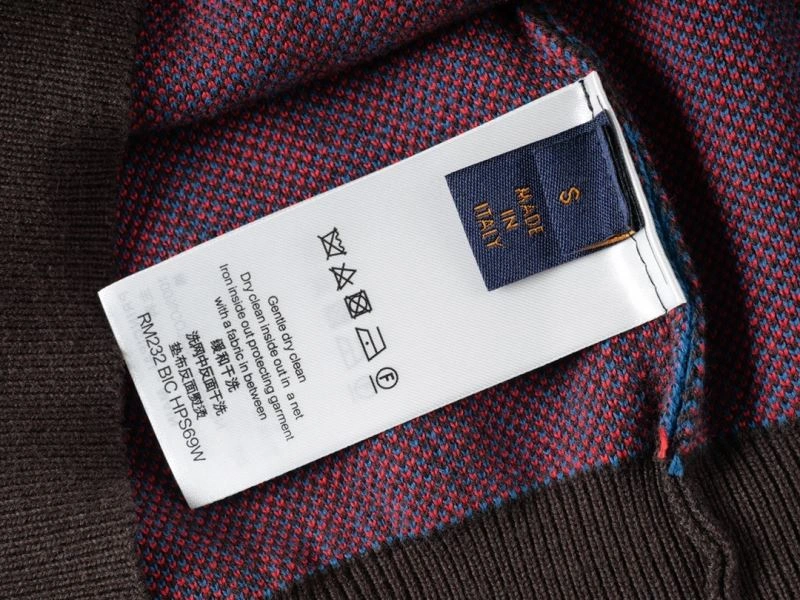 S
MADE
IN
ITALY
Gentle dry clean
Dry clean inside out in a net
Iron inside out protecting garment
with a fabric in between
缓和干洗
洗网中反面干洗
垫布反面熨烫
RM232 BIC HPS69W